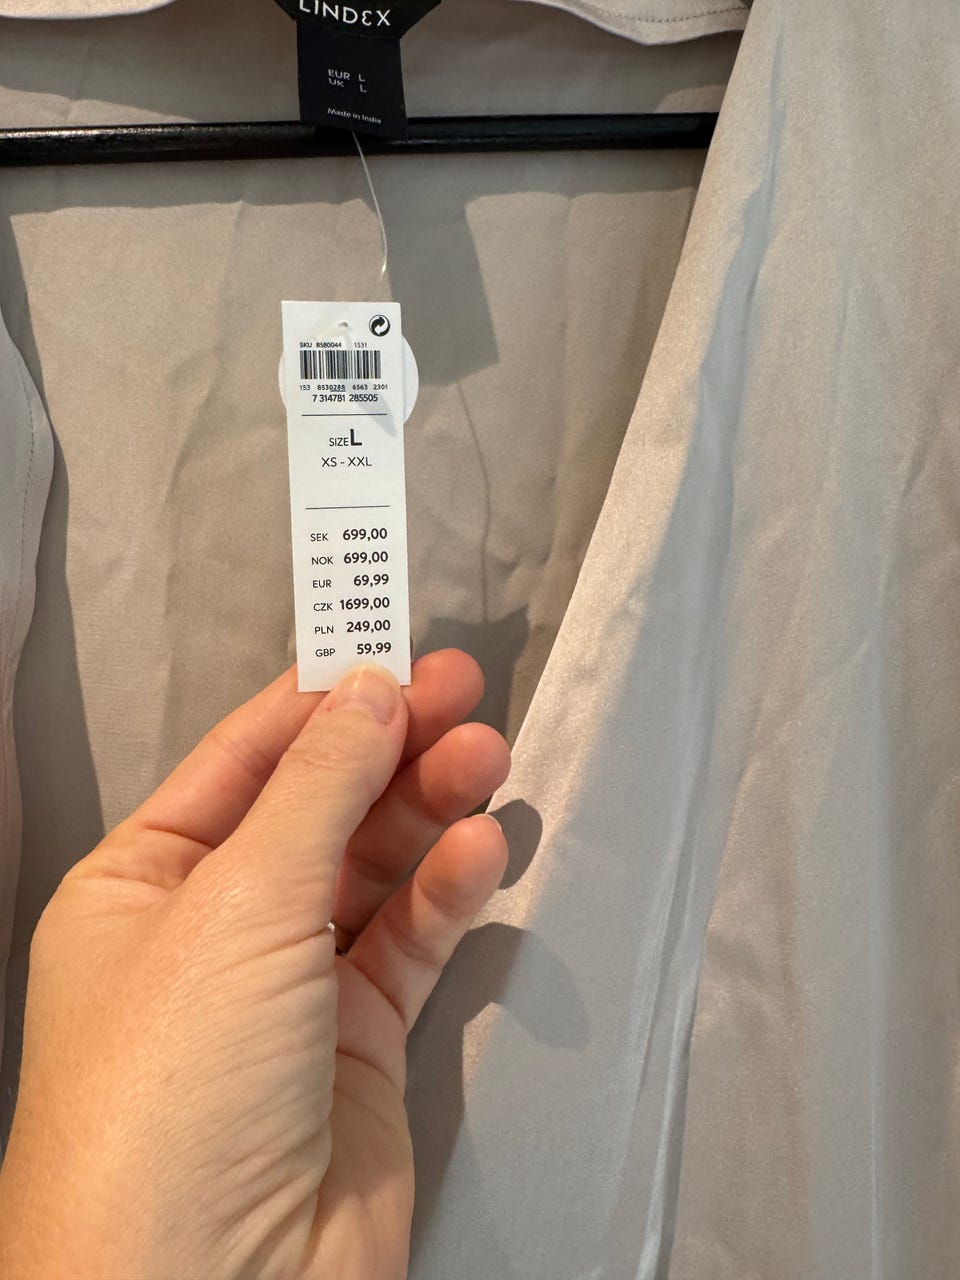 LINDEX
EUR L
UK L
Made in India
SKU 8580044 1531
153 8530288 6563 2301
7 314781 285505
SIZE L
XS - XXL
SEK 699,00
NOK 699,00
EUR 69,99
CZK 1699,00
PLN 249,00
GBP 59,99